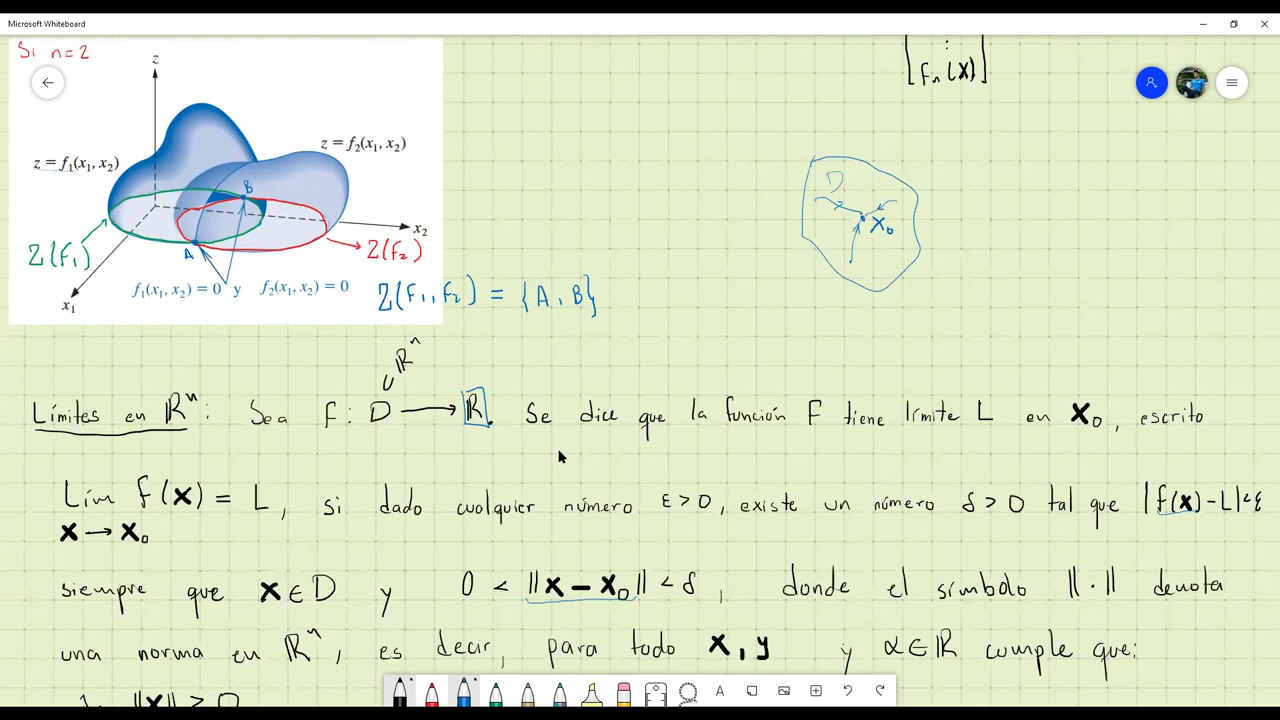 Microsoft Whiteboard
Si n=2
z
z = f₁(x₁, x₂)
z = f₂(x₁, x₂)
B
A
x₂
x₁
Z(f₁)
Z(f₂)
f₁(x₁, x₂) = 0 y f₂(x₁, x₂) = 0
Z(f₁, f₂) = {A, B}
⋮
fₙ(x)
D
x₀
ℝⁿ
∪
Límites en ℝⁿ: Sea f: D ⟶ ℝ. Se dice que la función f tiene límite L en x₀, escrito
Lím f(x) = L, si dado cualquier número ε > 0, existe un número δ > 0 tal que |f(x) - L| < ε
x ⟶ x₀
siempre que x ∈ D y 0 < ||x - x₀|| < δ, donde el símbolo ||·|| denota
una norma en ℝⁿ, es decir, para todo x, y y α ∈ ℝ cumple que:
1. ||x|| ≥ 0
A